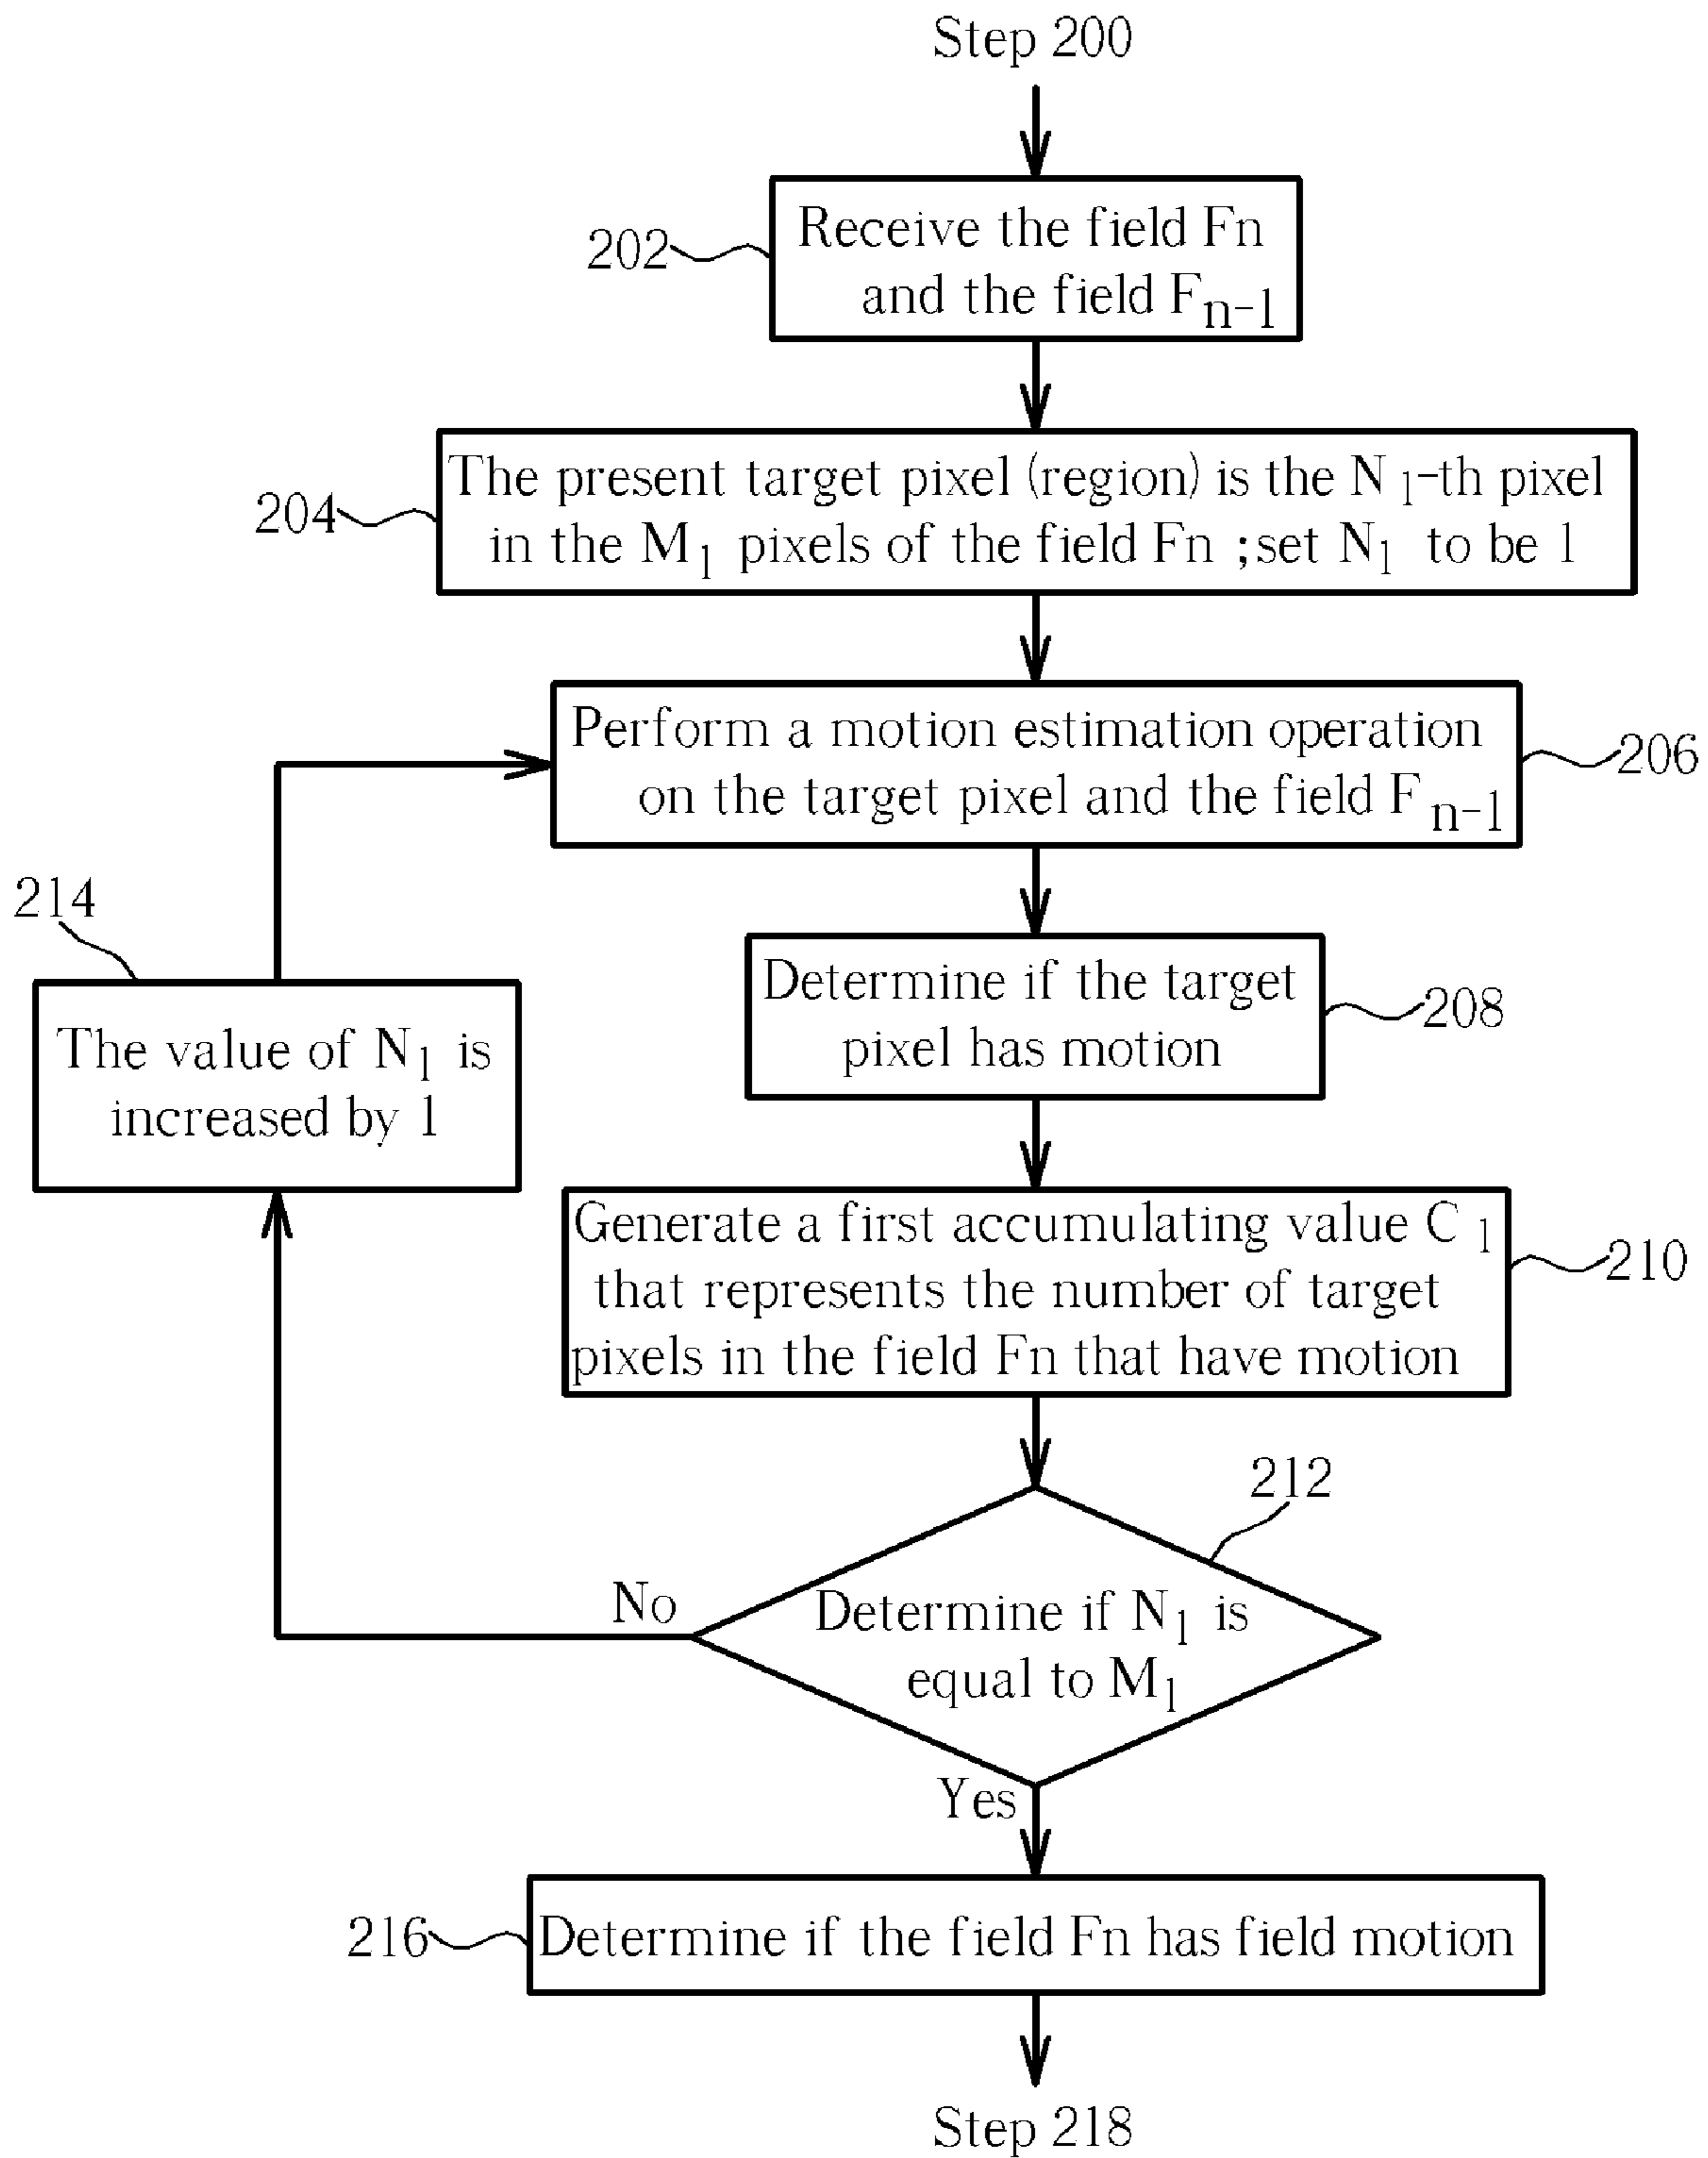 Step 200
202
Receive the field Fn
and the field Fn-1
204
The present target pixel (region) is the N1-th pixel
in the M1 pixels of the field Fn ;set N1 to be 1
Perform a motion estimation operation
on the target pixel and the field Fn-1
206
214
The value of N1 is
increased by 1
Determine if the target
pixel has motion
208
Generate a first accumulating value C1
that represents the number of target
pixels in the field Fn that have motion
210
212
No
Determine if N1 is
equal to M1
Yes
216
Determine if the field Fn has field motion
Step 218